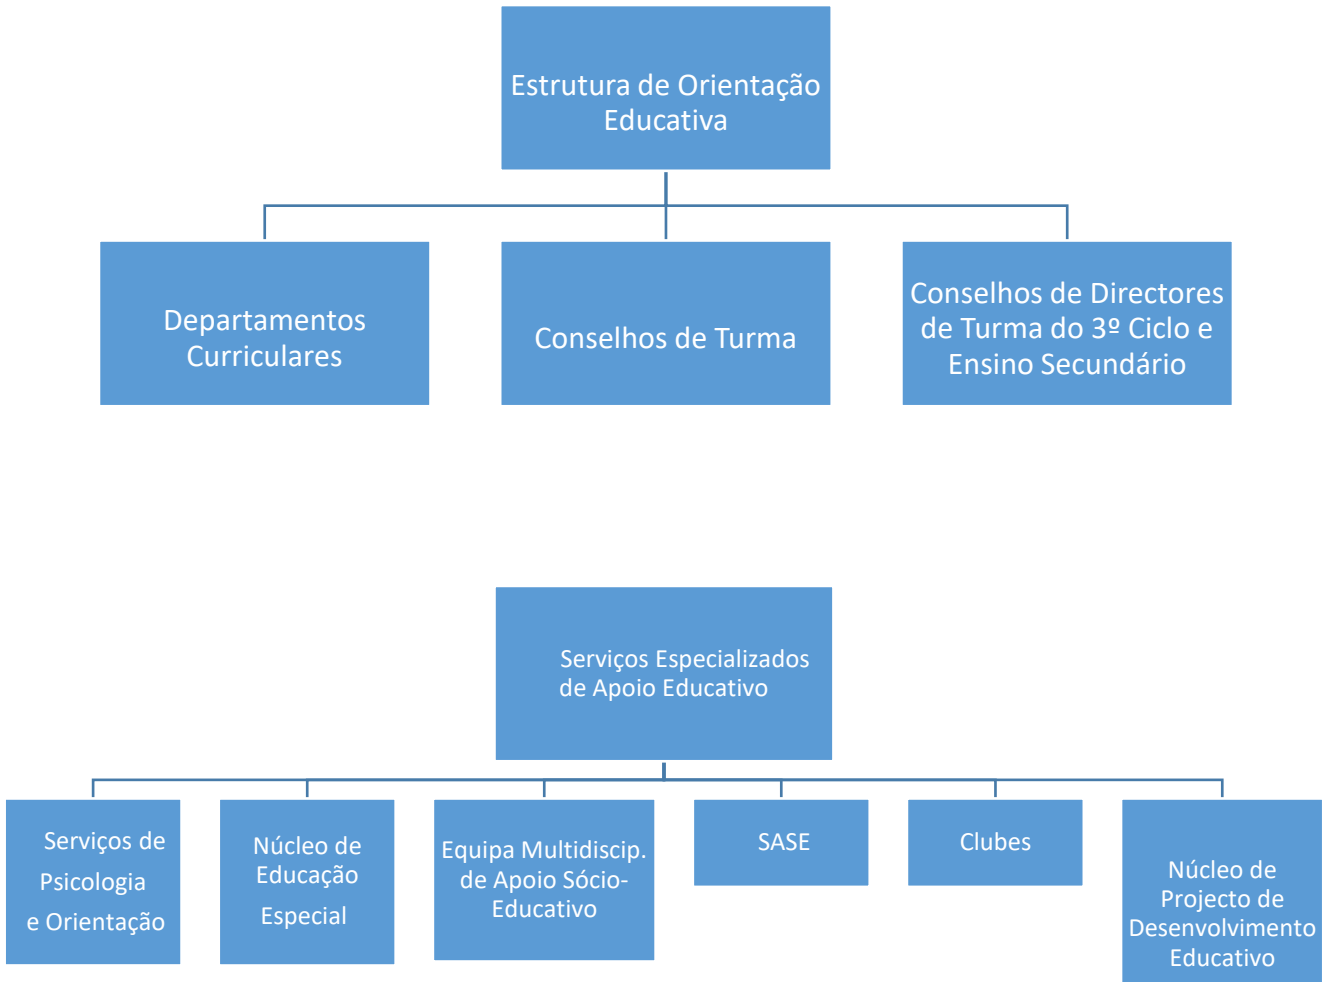 Estrutura de Orientação
Educativa
Departamentos
Curriculares
Conselhos de Turma
Conselhos de Directores
de Turma do 3º Ciclo e
Ensino Secundário
Serviços Especializados
de Apoio Educativo
Serviços de
Psicologia
e Orientação
Núcleo de
Educação
Especial
Equipa Multidiscip.
de Apoio Sócio-
Educativo
SASE
Clubes
Núcleo de
Projecto de
Desenvolvimento
Educativo